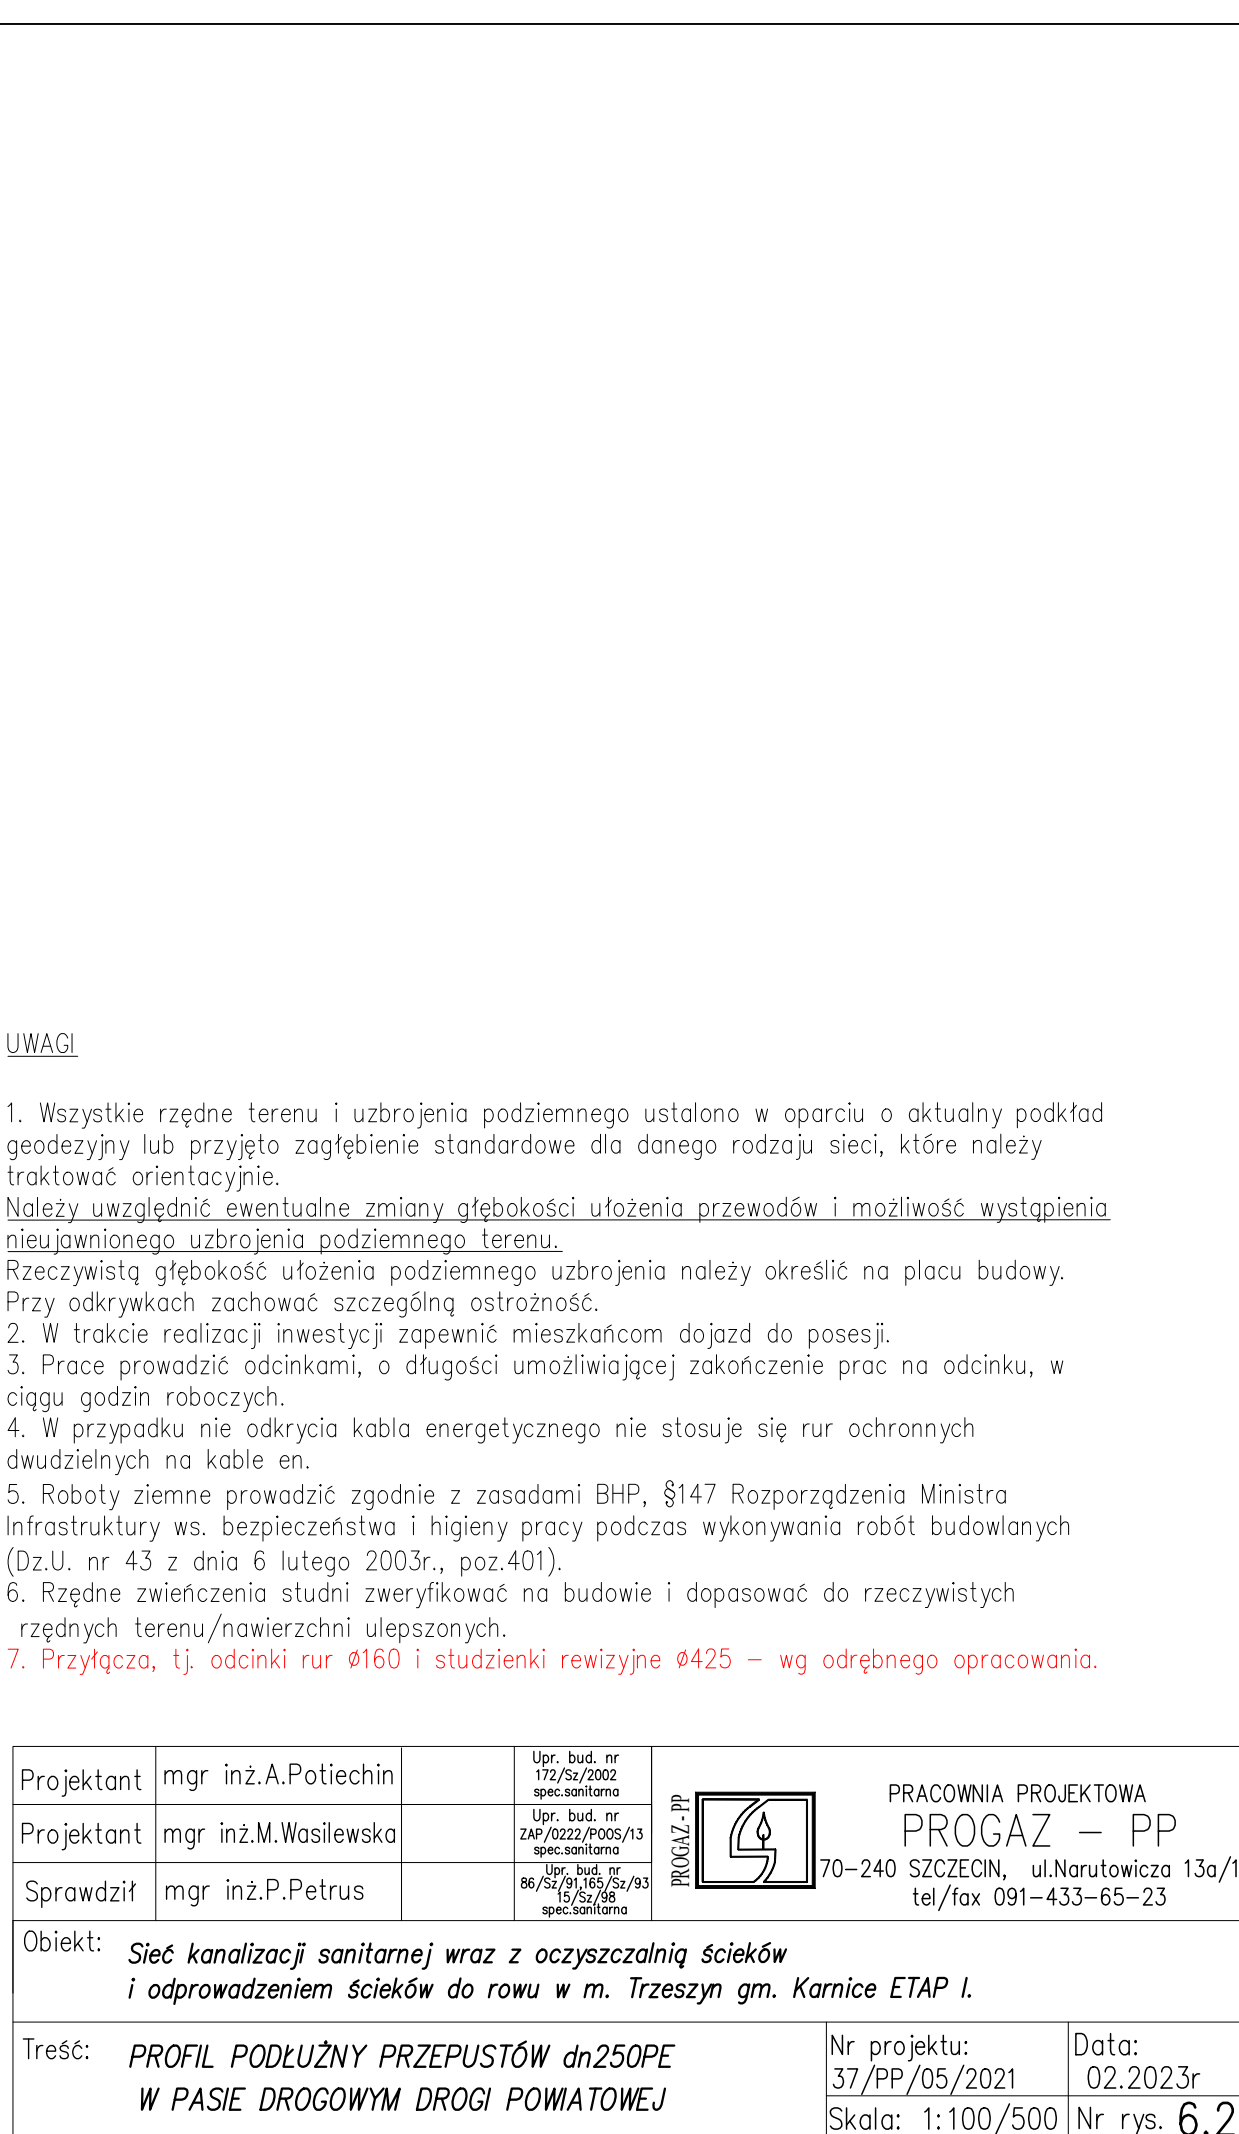 UWAGI
1. Wszystkie rzędne terenu i uzbrojenia podziemnego ustalono w oparciu o aktualny podkład
geodezyjny lub przyjęto zagłębienie standardowe dla danego rodzaju sieci, które należy
traktować orientacyjnie.
Należy uwzględnić ewentualne zmiany głębokości ułożenia przewodów i możliwość wystąpienia
nieujawnionego uzbrojenia podziemnego terenu.
Rzeczywistą głębokość ułożenia podziemnego uzbrojenia należy określić na placu budowy.
Przy odkrywkach zachować szczególną ostrożność.
2. W trakcie realizacji inwestycji zapewnić mieszkańcom dojazd do posesji.
3. Prace prowadzić odcinkami, o długości umożliwiającej zakończenie prac na odcinku, w
ciągu godzin roboczych.
4. W przypadku nie odkrycia kabla energetycznego nie stosuje się rur ochronnych
dwudzielnych na kable en.
5. Roboty ziemne prowadzić zgodnie z zasadami BHP, §147 Rozporządzenia Ministra
Infrastruktury ws. bezpieczeństwa i higieny pracy podczas wykonywania robót budowlanych
(Dz.U. nr 43 z dnia 6 lutego 2003r., poz.401).
6. Rzędne zwieńczenia studni zweryfikować na budowie i dopasować do rzeczywistych
rzędnych terenu/nawierzchni ulepszonych.
7. Przyłącza, tj. odcinki rur ø160 i studzienki rewizyjne ø425 – wg odrębnego opracowania.
Projektant mgr inż.A.Potiechin
Upr. bud. nr
172/Sz/2002
spec.sanitarna
Projektant mgr inż.M.Wasilewska
Upr. bud. nr
ZAP/0222/POOS/13
spec.sanitarna
Sprawdził mgr inż.P.Petrus
Upr. bud. nr
86/Sz/91,165/Sz/93
15/Sz/98
spec.sanitarna
PROGAZ - PP
PRACOWNIA PROJEKTOWA
PROGAZ – PP
70–240 SZCZECIN, ul.Narutowicza 13a/1
tel/fax 091–433–65–23
Obiekt: Sieć kanalizacji sanitarnej wraz z oczyszczalnią ścieków
i odprowadzeniem ścieków do rowu w m. Trzeszyn gm. Karnice ETAP I.
Treść: PROFIL PODŁUŻNY PRZEPUSTÓW dn250PE
W PASIE DROGOWYM DROGI POWIATOWEJ
Nr projektu:
37/PP/05/2021
Data:
02.2023r
Skala: 1:100/500
Nr rys. 6.2